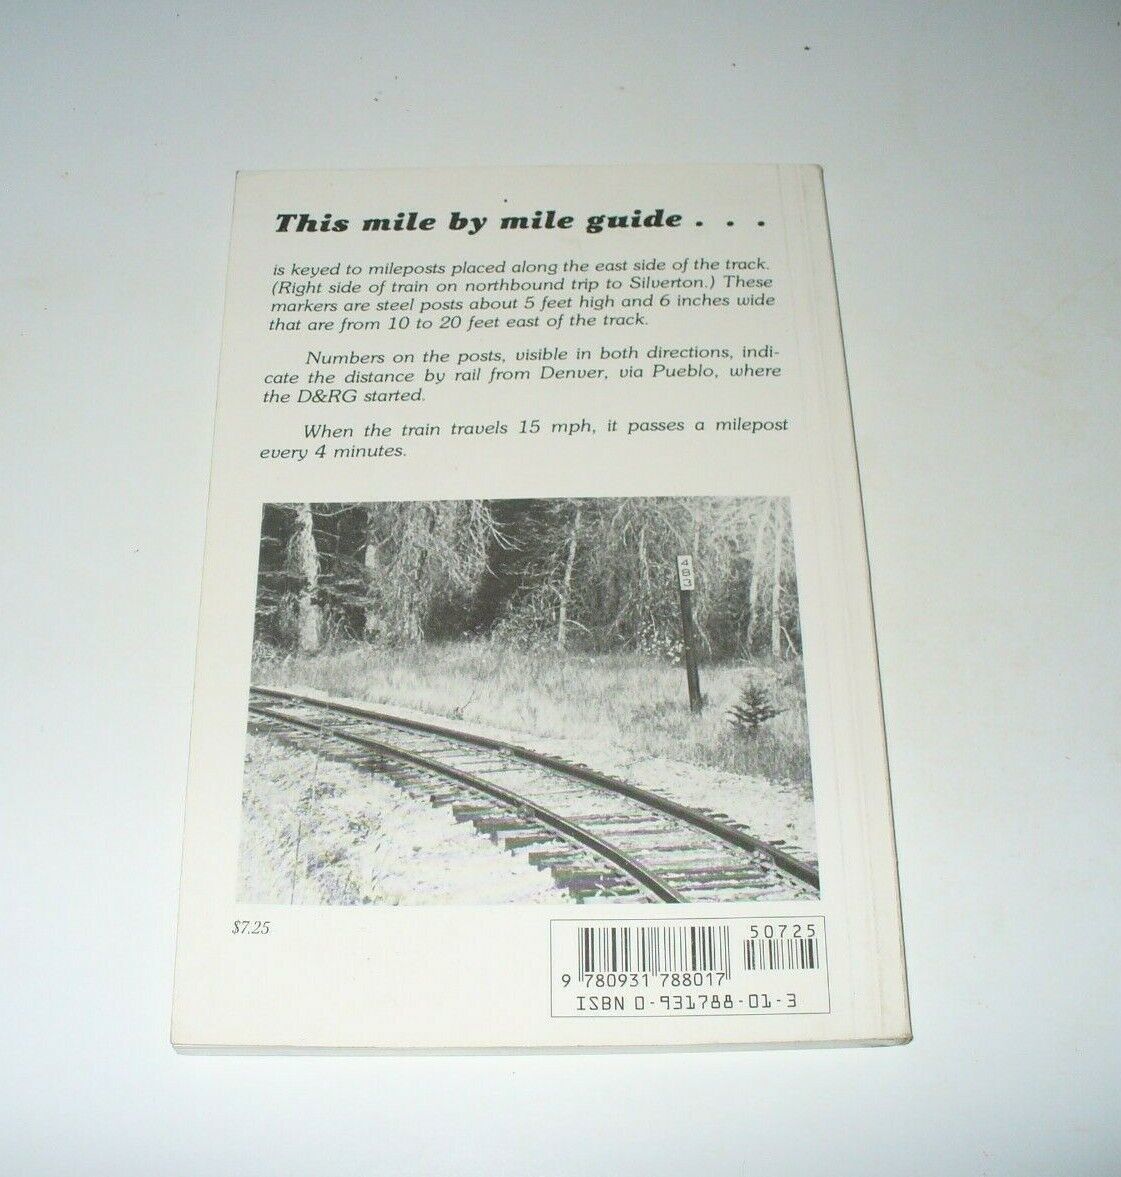 This mile by mile guide . . .
is keyed to mileposts placed along the east side of the track.
(Right side of train on northbound trip to Silverton.) These
markers are steel posts about 5 feet high and 6 inches wide
that are from 10 to 20 feet east of the track.
Numbers on the posts, visible in both directions, indi-
cate the distance by rail from Denver, via Pueblo, where
the D&RG started.
When the train travels 15 mph, it passes a milepost
every 4 minutes.
4
8
3
$7.25
50725
9 780931 788017
ISBN 0-931788-01-3